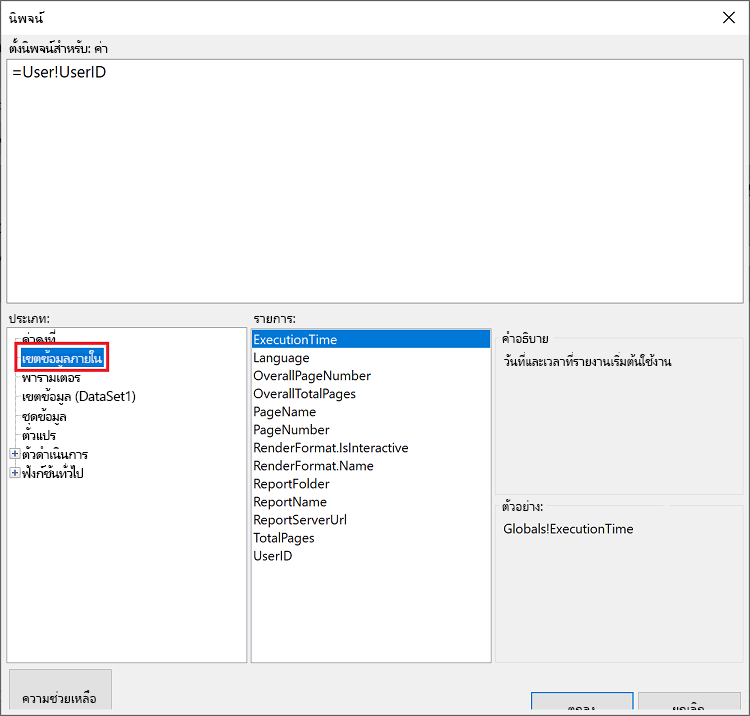 นิพจน์
ตั้งนิพจน์สำหรับ: ค่า
=User!UserID
ประเภท:
ค่าคงที่
เขตข้อมูลภายใน
พารามิเตอร์
เขตข้อมูล (DataSet1)
ชุดข้อมูล
ตัวแปร
ตัวดำเนินการ
ฟังก์ชันทั่วไป
รายการ:
ExecutionTime
Language
OverallPageNumber
OverallTotalPages
PageName
PageNumber
RenderFormat.IsInteractive
RenderFormat.Name
ReportFolder
ReportName
ReportServerUrl
TotalPages
UserID
คำอธิบาย
วันที่และเวลาที่รายงานเริ่มต้นใช้งาน
ตัวอย่าง:
Globals!ExecutionTime
ความช่วยเหลือ
ตกลง
ยกเลิก